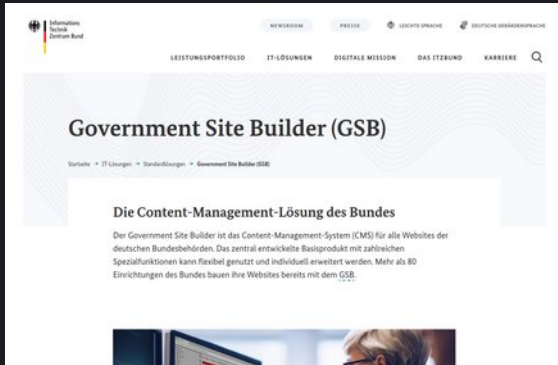 Informations
Technik
Zentrum Bund
NEWSROOM
PRESSE
LEICHTE SPRACHE
DEUTSCHE GEBÄRDENSPRACHE
LEISTUNGSPORTFOLIO
IT-LÖSUNGEN
DIGITALE MISSION
DAS ITZBUND
KARRIERE
Government Site Builder (GSB)
Startseite → IT-Lösungen → Standardlösungen → Government Site Builder (GSB)
Die Content-Management-Lösung des Bundes
Der Government Site Builder ist das Content-Management-System (CMS) für alle Websites der
deutschen Bundesbehörden. Das zentral entwickelte Basisprodukt mit zahlreichen
Spezialfunktionen kann flexibel genutzt und individuell erweitert werden. Mehr als 80
Einrichtungen des Bundes bauen ihre Websites bereits mit dem GSB.